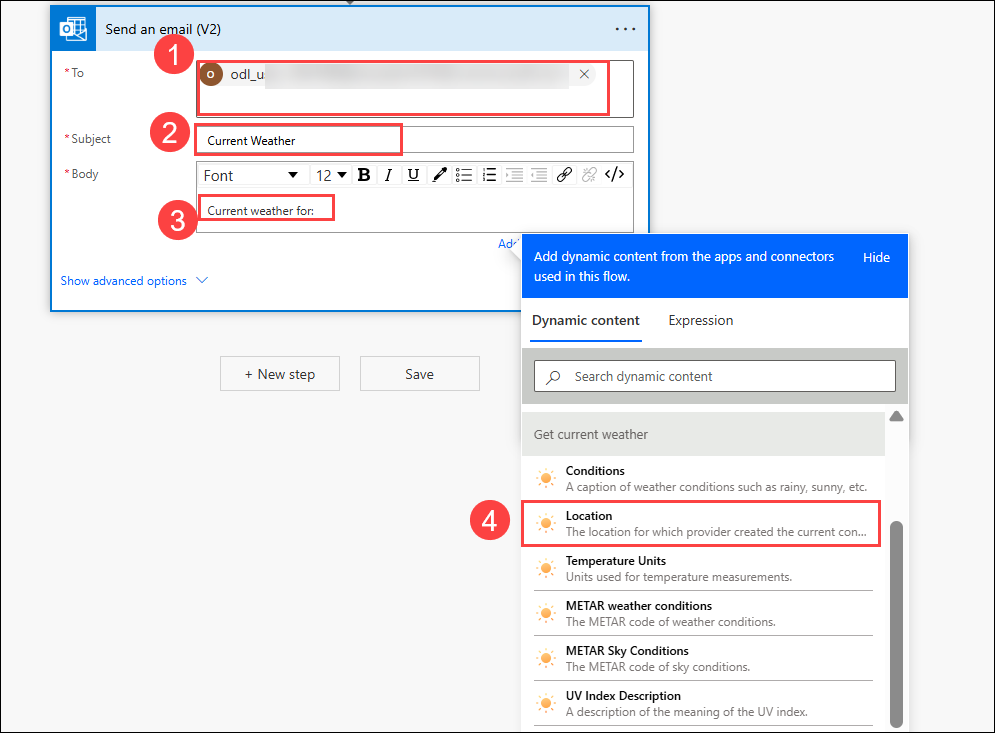 Send an email (V2)
1
* To
o
odl_u
2
* Subject
Current Weather
* Body
Font
12
B I U
3
Current weather for:
Add
Add dynamic content from the apps and connectors used in this flow.
Hide
Show advanced options
Dynamic content
Expression
+ New step
Save
Search dynamic content
Get current weather
Conditions
A caption of weather conditions such as rainy, sunny, etc.
4
Location
The location for which provider created the current con...
Temperature Units
Units used for temperature measurements.
METAR weather conditions
The METAR code of weather conditions.
METAR Sky Conditions
The METAR code of sky conditions.
UV Index Description
A description of the meaning of the UV index.